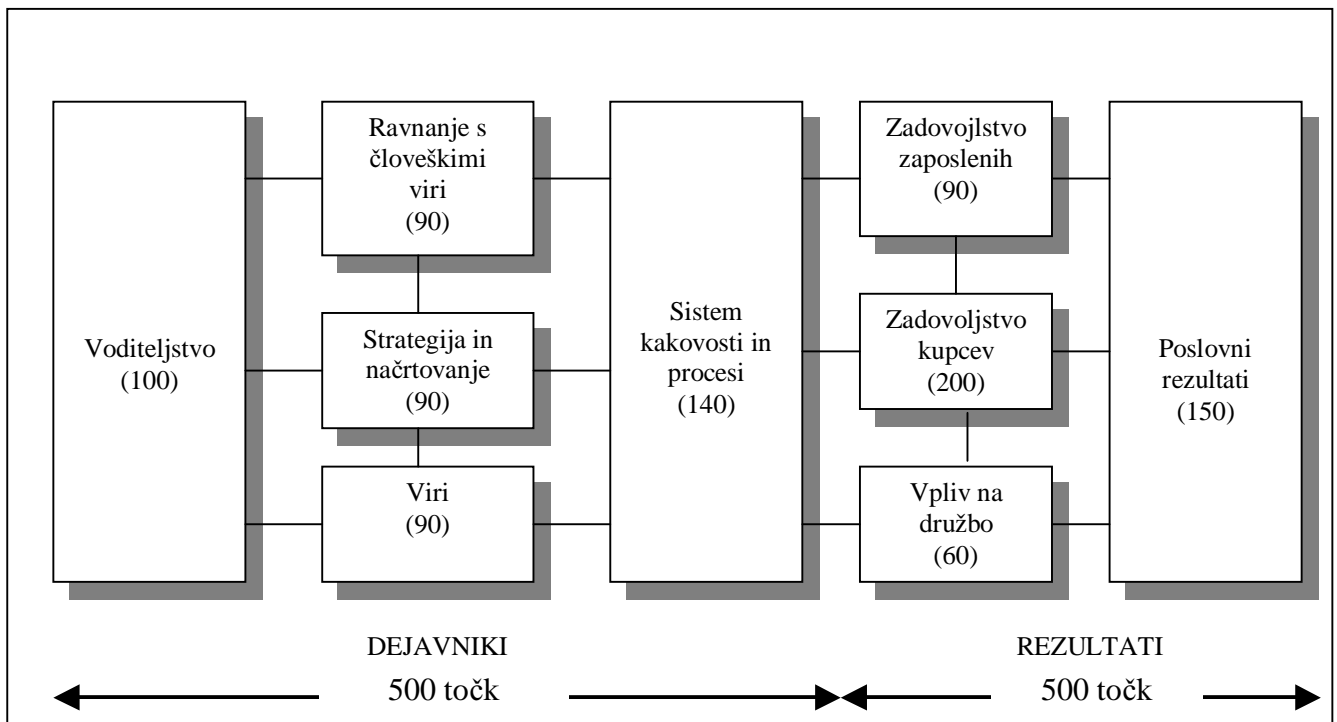 Voditeljstvo
(100)
Ravnanje s
človeškimi
viri
(90)
Strategija in
načrtovanje
(90)
Viri
(90)
Sistem
kakovosti in
procesi
(140)
Zadovojlstvo
zaposlenih
(90)
Zadovoljstvo
kupcev
(200)
Vpliv na
družbo
(60)
Poslovni
rezultati
(150)
DEJAVNIKI
500 točk
REZULTATI
500 točk